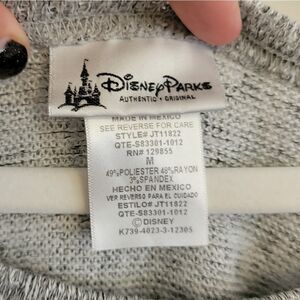 Disney Parks
AUTHENTIC • ORIGINAL
MADE IN MEXICO
SEE REVERSE FOR CARE
STYLE# JT11822
QTE-S83301-1012
RN# 129855
M
49%POLIESTER 48%RAYON
3%SPANDEX
HECHO EN MEXICO
VER REVERSO PARA EL CUIDADO
ESTILO# JT11822
QTE-S83301-1012
©DISNEY
K739-4023-3-12305